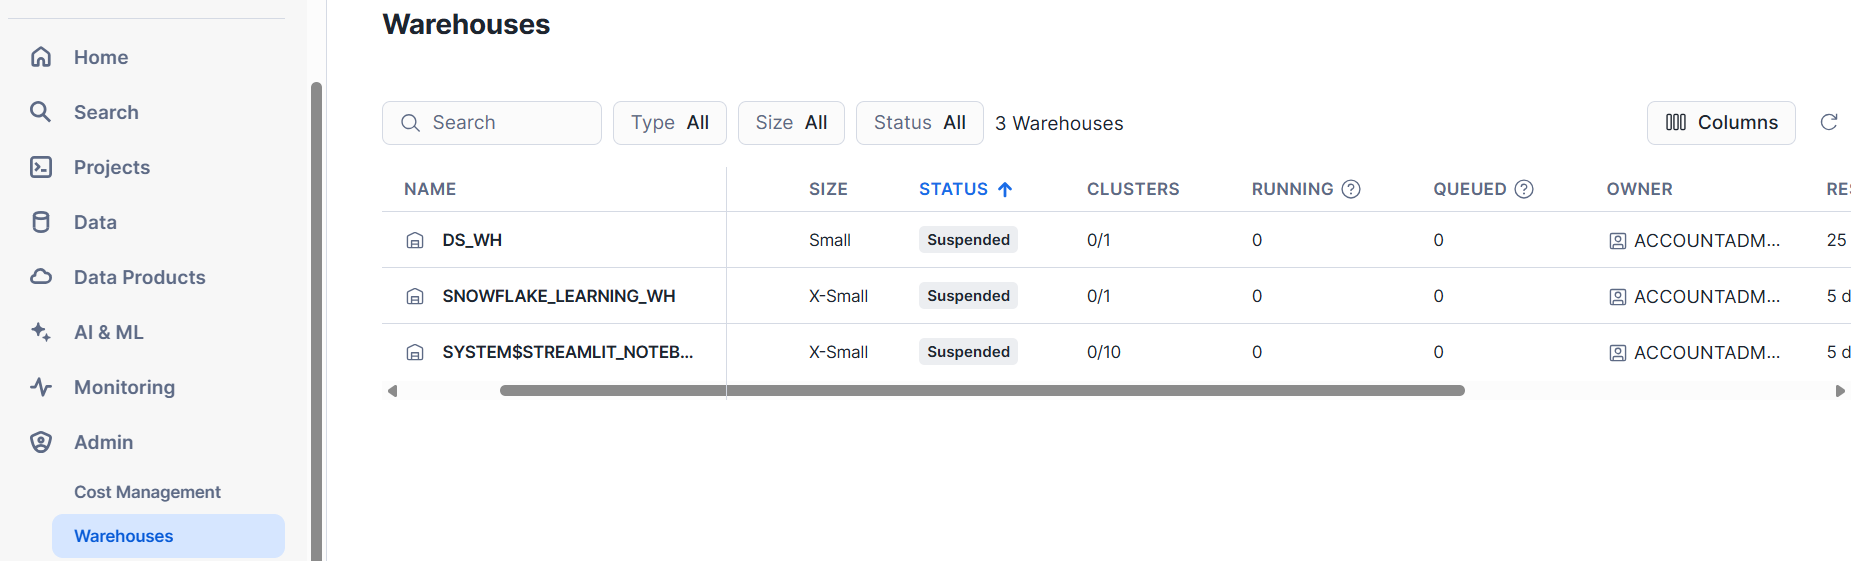 Warehouses
Home
Search
Projects
Data
Data Products
AI & ML
Monitoring
Admin
Cost Management
Warehouses
Search
Type All
Size All
Status All
3 Warehouses
Columns
NAME SIZE STATUS CLUSTERS RUNNING ? QUEUED ? OWNER RE
DS_WH Small Suspended 0/1 0 0 ACCOUNTADM... 25
SNOWFLAKE_LEARNING_WH X-Small Suspended 0/1 0 0 ACCOUNTADM... 5 d
SYSTEM$STREAMLIT_NOTEB... X-Small Suspended 0/10 0 0 ACCOUNTADM... 5 d